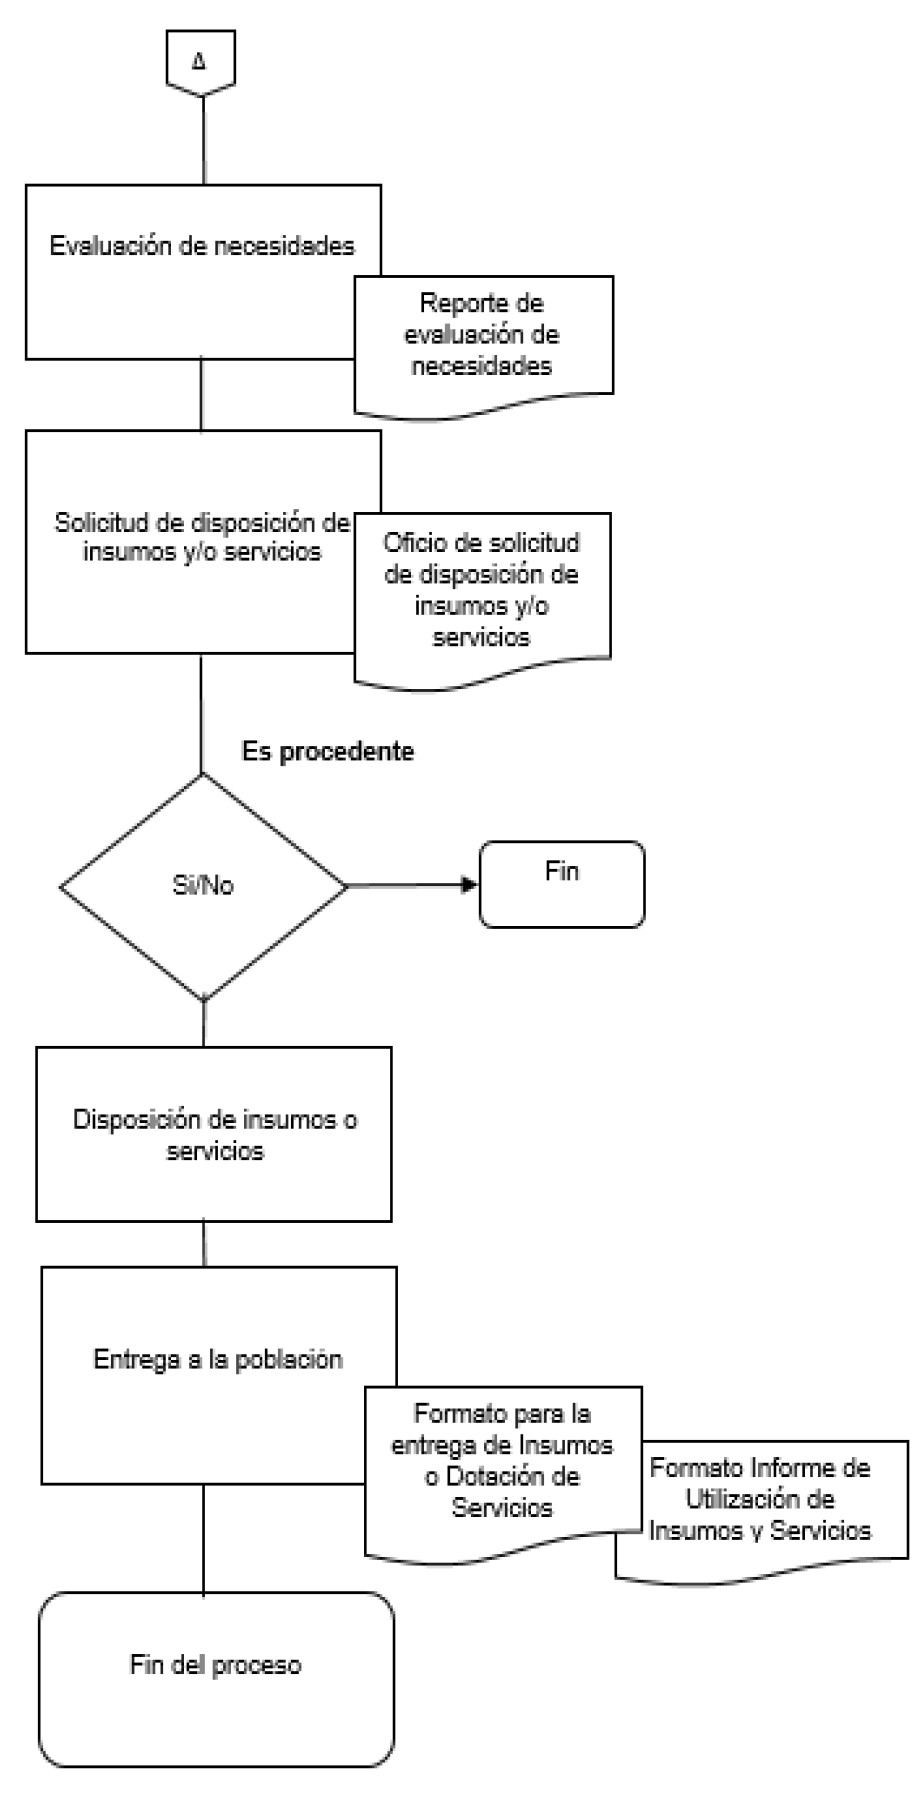 Δ
Evaluación de necesidades
Reporte de
evaluación de
necesidades
Solicitud de disposición de
insumos y/o servicios
Oficio de solicitud
de disposición de
insumos y/o
servicios
Es procedente
Si/No
Fin
Disposición de insumos o
servicios
Entrega a la población
Formato para la
entrega de Insumos
o Dotación de
Servicios
Formato Informe de
Utilización de
Insumos y Servicios
Fin del proceso